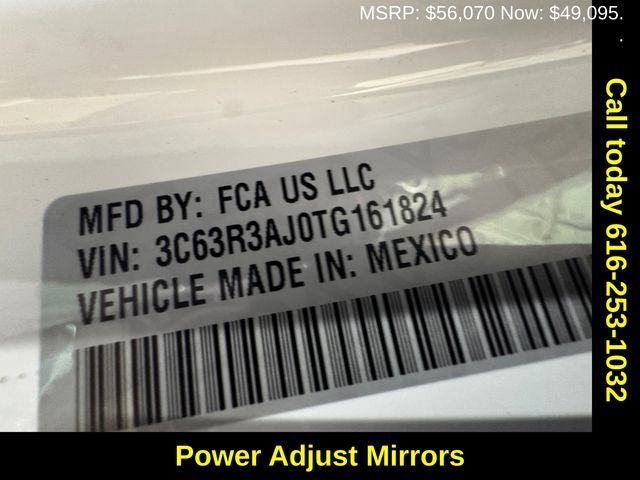 MSRP: $56,070 Now: $49,095.
.
MFD BY: FCA US LLC
VIN: 3C63R3AJ0TG161824
VEHICLE MADE IN: MEXICO
Call today 616-253-1032
Power Adjust Mirrors